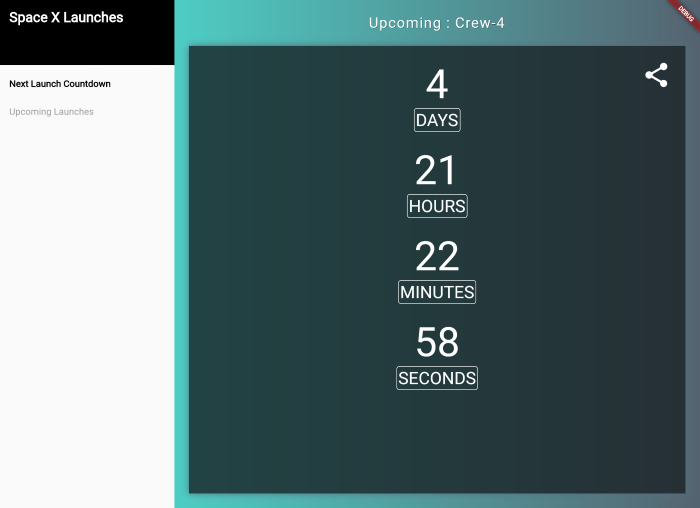 Space X Launches
Next Launch Countdown
Upcoming Launches
Upcoming : Crew-4
DEBUG
4
DAYS
21
HOURS
22
MINUTES
58
SECONDS